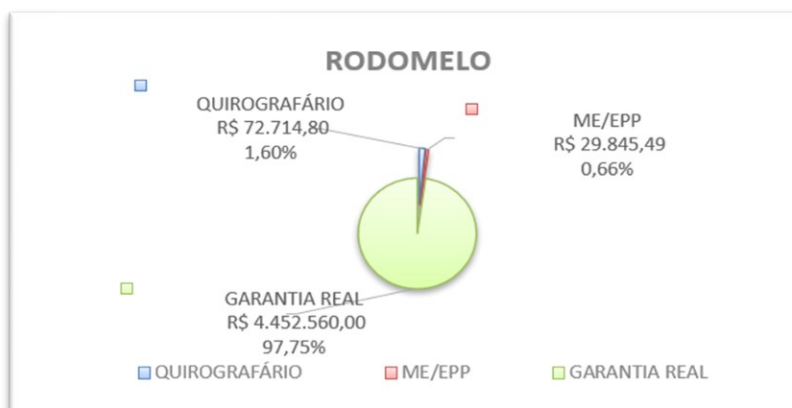 RODOMELO
QUIROGRAFÁRIO
R$ 72.714,80
1,60%
ME/EPP
R$ 29.845,49
0,66%
GARANTIA REAL
R$ 4.452.560,00
97,75%
QUIROGRAFÁRIO ME/EPP GARANTIA REAL